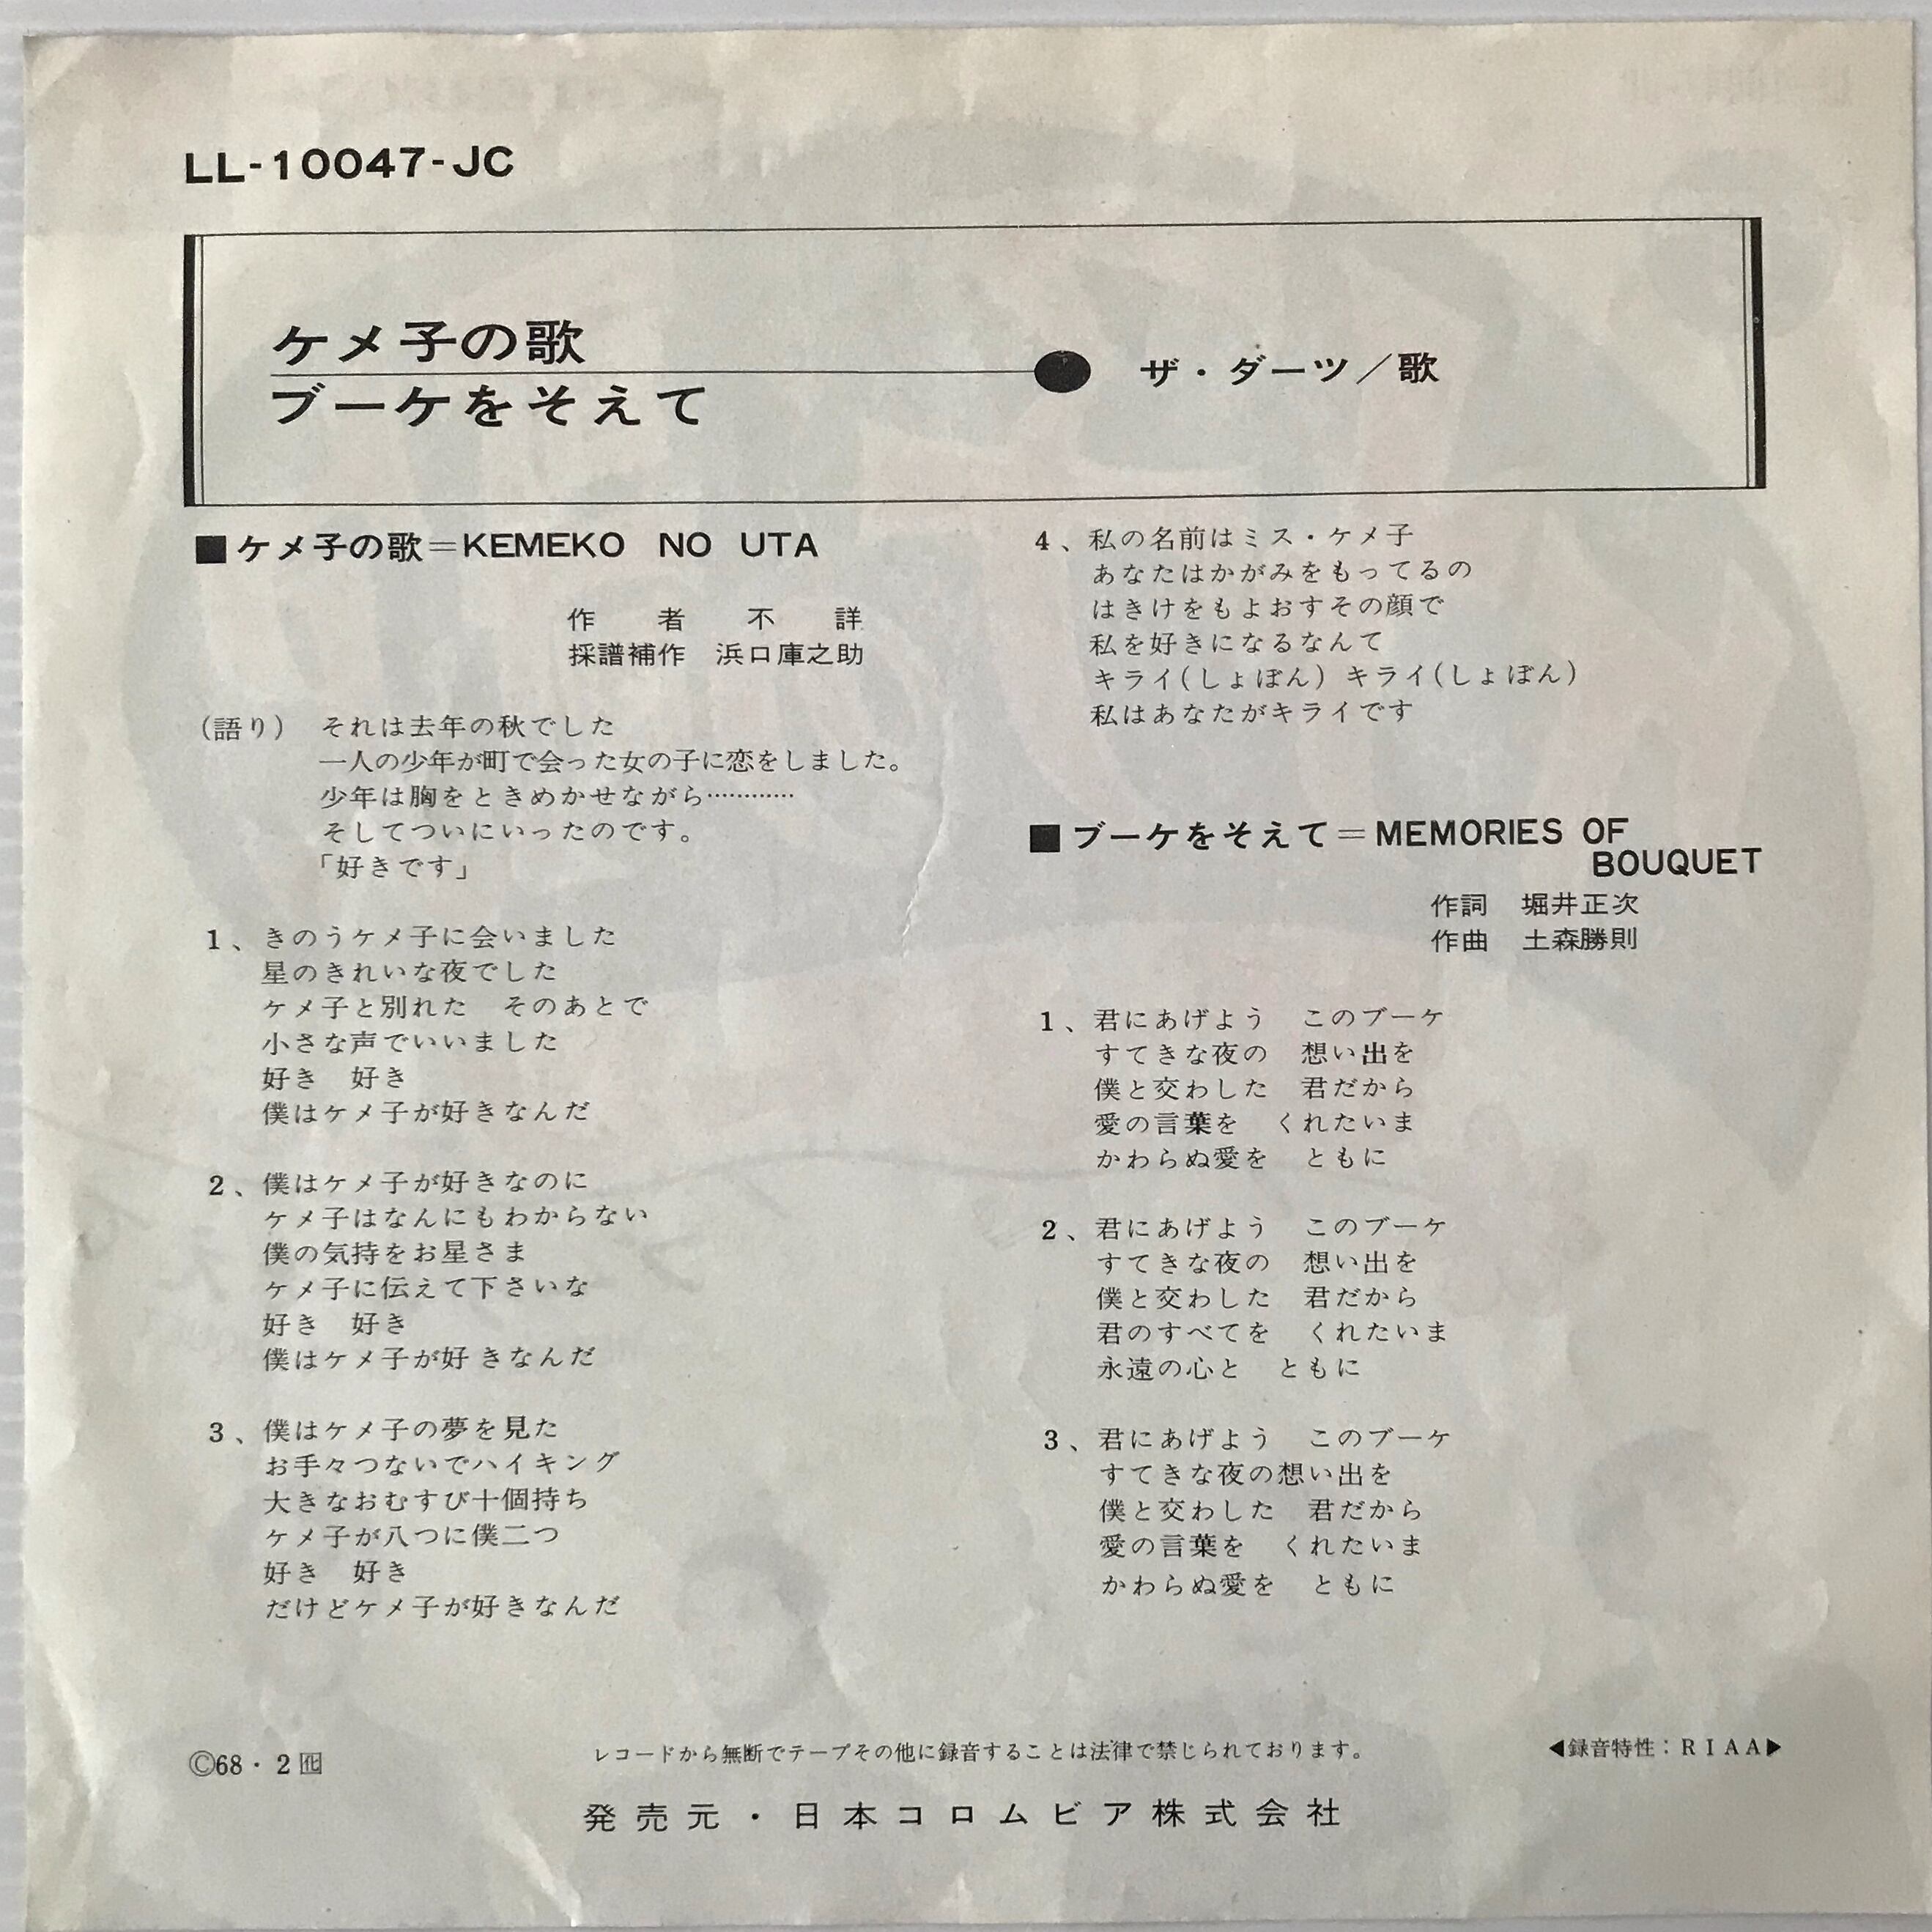 LL-10047-JC
ケメ子の歌
ブーケをそえて
ザ・ダーツ／歌
■ケメ子の歌＝KEMEKO NO UTA
作者不詳
採譜補作　浜口庫之助
（語り）　それは去年の秋でした
一人の少年が町で会った女の子に恋をしました。
少年は胸をときめかせながら…………
そしてついにいったのです。
「好きです」
1、きのうケメ子に会いました
星のきれいな夜でした
ケメ子と別れた　そのあとで
小さな声でいいました
好き　好き
僕はケメ子が好きなんだ
2、僕はケメ子が好きなのに
ケメ子はなんにもわからない
僕の気持をお星さま
ケメ子に伝えて下さいな
好き　好き
僕はケメ子が好きなんだ
3、僕はケメ子の夢を見た
お手々つないでハイキング
大きなおむすび十個持ち
ケメ子が八つに僕二つ
好き　好き
だけどケメ子が好きなんだ
4、私の名前はミス・ケメ子
あなたはかがみをもってるの
はきけをもよおすその顔で
私を好きになるなんて
キライ（しょぼん）キライ（しょぼん）
私はあなたがキライです
■ブーケをそえて＝MEMORIES OF
BOUQUET
作詞　堀井正次
作曲　土森勝則
1、君にあげよう　このブーケ
すてきな夜の　想い出を
僕と交わした　君だから
愛の言葉を　くれたいま
かわらぬ愛を　ともに
2、君にあげよう　このブーケ
すてきな夜の　想い出を
僕と交わした　君だから
君のすべてを　くれたいま
永遠の心と　ともに
3、君にあげよう　このブーケ
すてきな夜の想い出を
僕と交わした　君だから
愛の言葉を　くれたいま
かわらぬ愛を　ともに
Ⓒ68・2 化
レコードから無断でテープその他に録音することは法律で禁じられております。
◀録音特性：RIAA▶
発売元・日本コロムビア株式会社